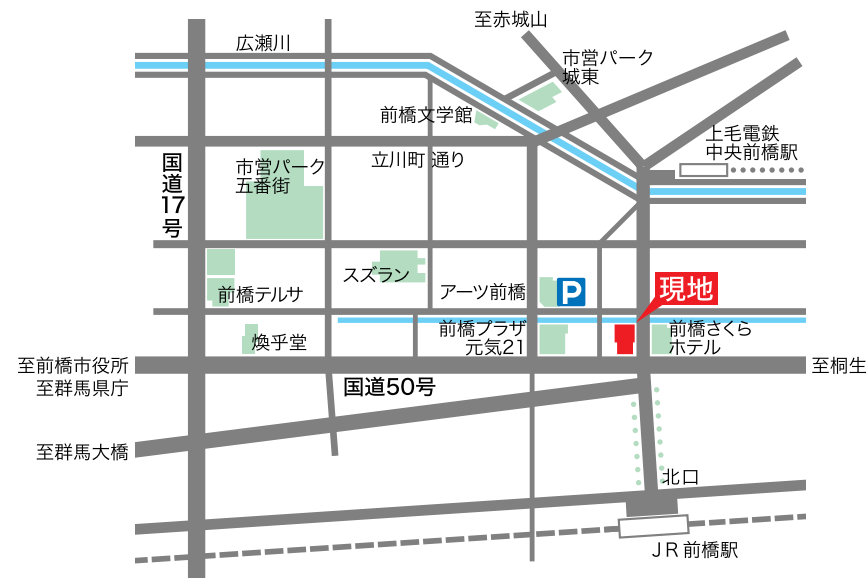 至赤城山
広瀬川
市営パーク
城東
前橋文学館
上毛電鉄
中央前橋駅
立川町 通り
国道17号
市営パーク
五番街
スズラン
前橋テルサ
アーツ前橋
P
現地
前橋プラザ
元気21
前橋さくら
ホテル
煥乎堂
至前橋市役所
至群馬県庁
至桐生
国道50号
至群馬大橋
北口
JR前橋駅